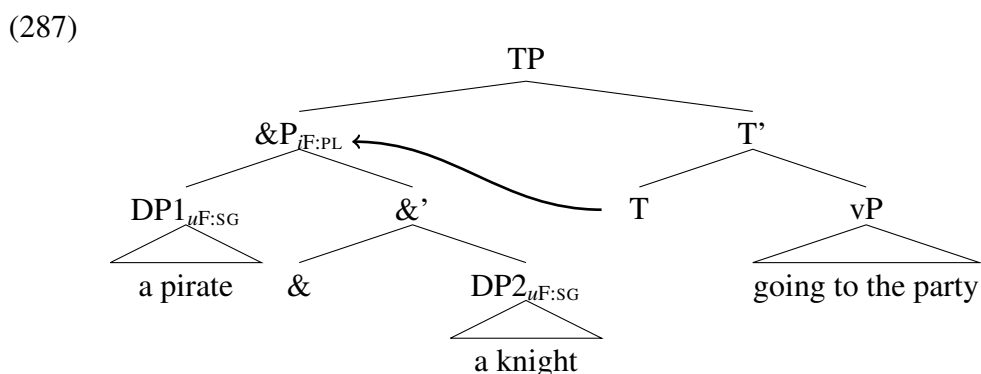 (287)
TP
&P iF:PL T'
DP1 uF:SG &' T vP
a pirate & DP2 uF:SG going to the party
a knight